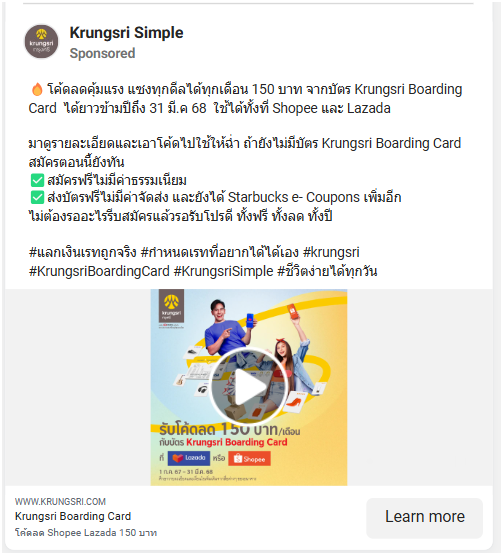 krungsri
กรุงศรี
Krungsri Simple
Sponsored
🔥 โค้ดลดคุ้มแรง แซงทุกดีลได้ทุกเดือน 150 บาท จากบัตร Krungsri Boarding
Card ได้ยาวข้ามปีถึง 31 มี.ค 68 ใช้ได้ทั้งที่ Shopee และ Lazada
มาดูรายละเอียดและเอาโค้ดไปใช้ให้ฉ่ำ ถ้ายังไม่มีบัตร Krungsri Boarding Card
สมัครตอนนี้ยังทัน
✅ สมัครฟรีไม่มีค่าธรรมเนียม
✅ ส่งบัตรฟรีไม่มีค่าจัดส่ง และยังได้ Starbucks e- Coupons เพิ่มอีก
ไม่ต้องรออะไรรีบสมัครแล้วรอรับโปรดี ทั้งฟรี ทั้งลด ทั้งปี
#แลกเงินเรทถูกจริง #กำหนดเรทที่อยากได้ได้เอง #krungsri
#KrungsriBoardingCard #KrungsriSimple #ชีวิตง่ายได้ทุกวัน
krungsri
กรุงศรี
รับโค้ดลด 150 บาท/เดือน
กับบัตร Krungsri Boarding Card
ที่ Lazada หรือ Shopee
1 ก.ค. 67 - 31 มี.ค. 68
WWW.KRUNGSRI.COM
Krungsri Boarding Card
โค้ดลด Shopee Lazada 150 บาท
Learn more